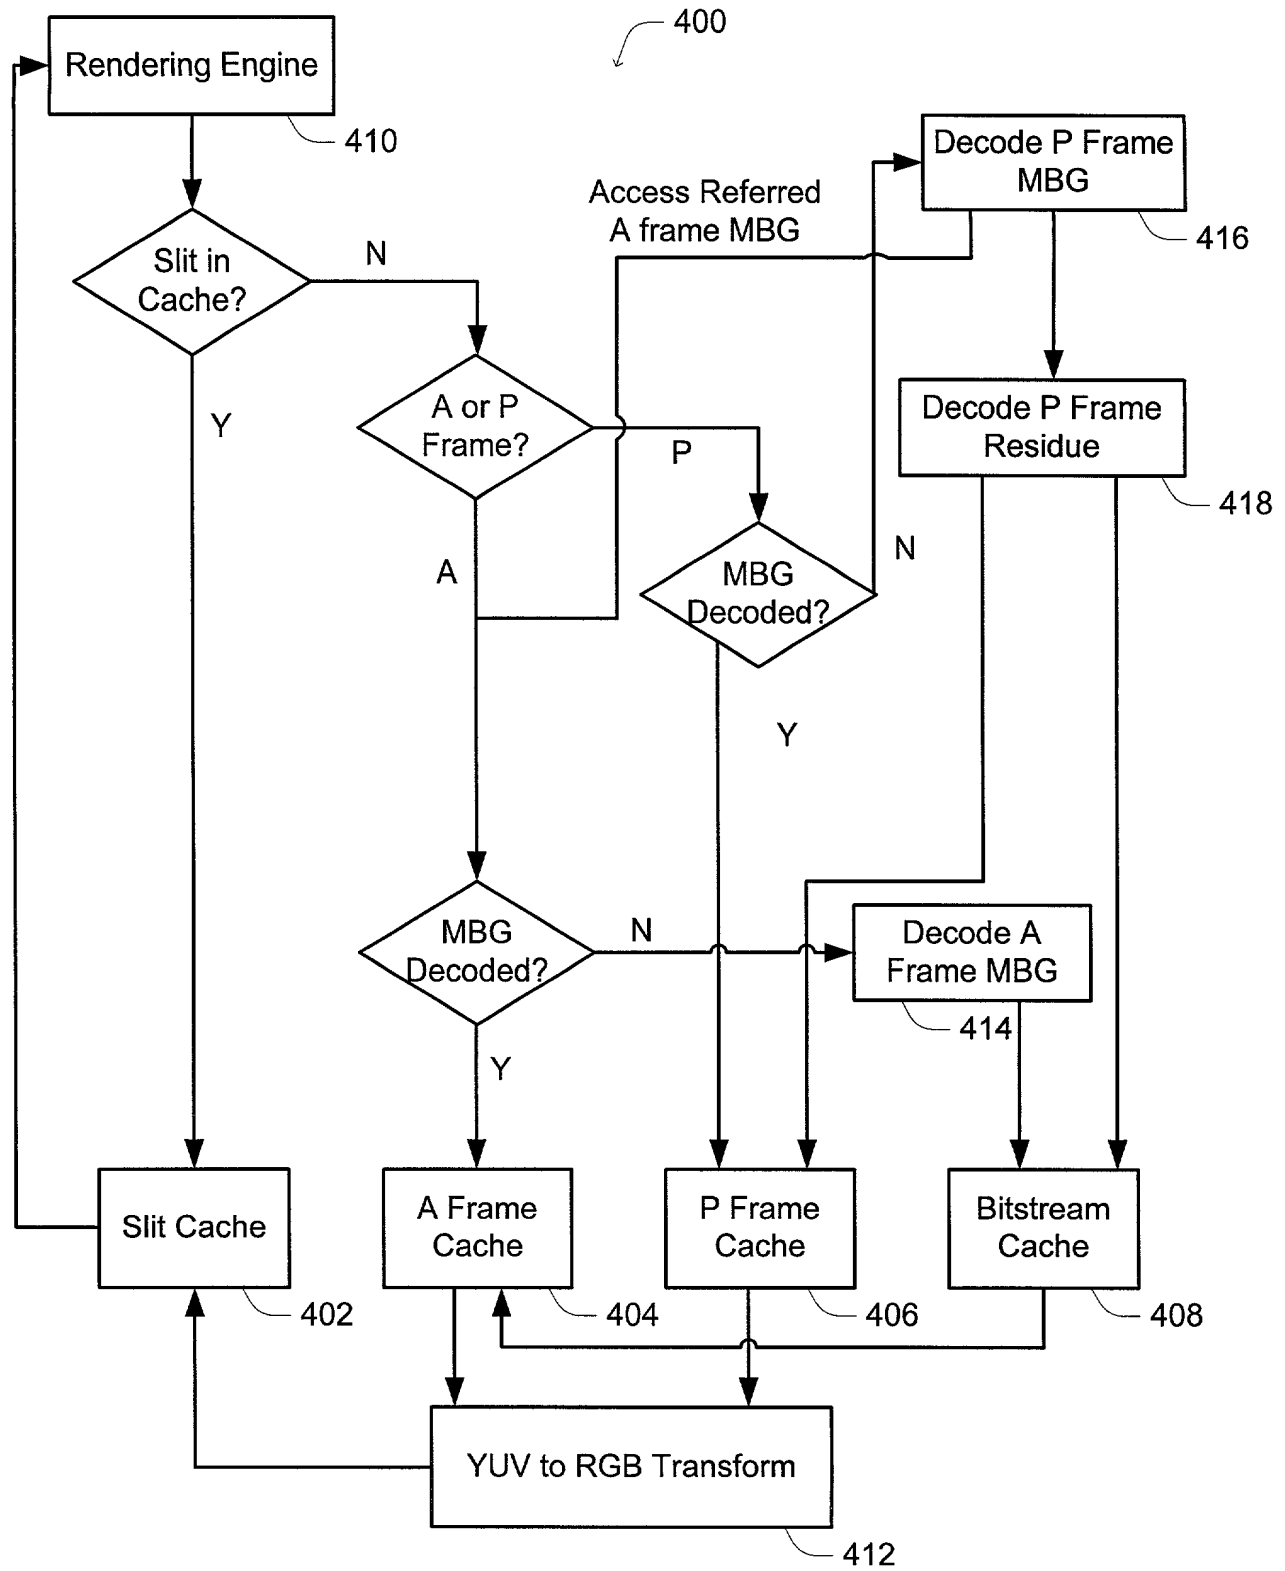 400
Rendering Engine
410
Decode P Frame
MBG
416
Access Referred
A frame MBG
Slit in
Cache?
N
Y
A or P
Frame?
P
A
Decode P Frame
Residue
418
MBG
Decoded?
N
Y
MBG
Decoded?
N
Y
Decode A
Frame MBG
414
Slit Cache
402
A Frame
Cache
404
P Frame
Cache
406
Bitstream
Cache
408
YUV to RGB Transform
412